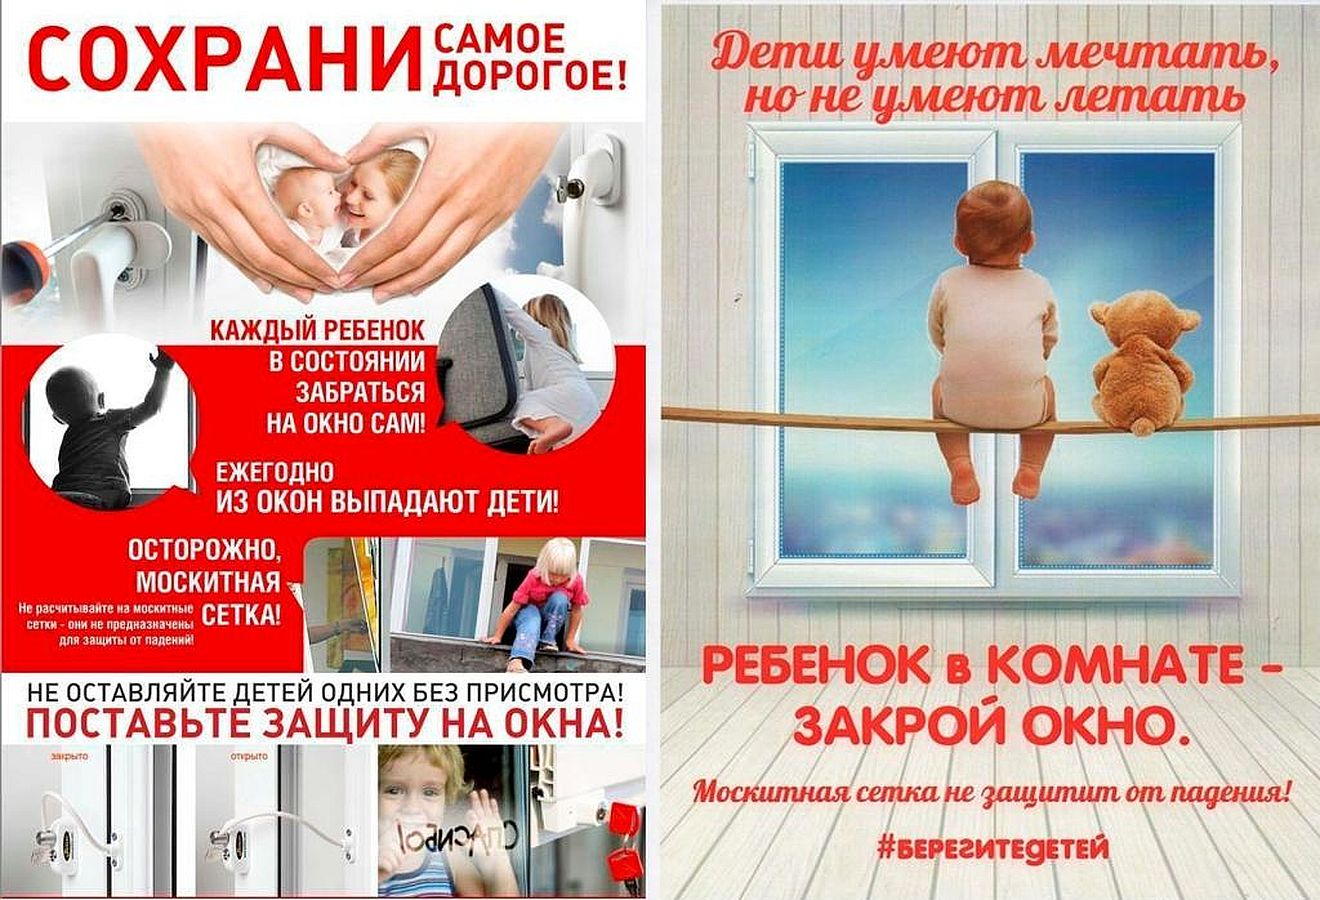 СОХРАНИ САМОЕ
ДОРОГОЕ!
КАЖДЫЙ РЕБЕНОК
В СОСТОЯНИИ
ЗАБРАТЬСЯ
НА ОКНО САМ!
ЕЖЕГОДНО
ИЗ ОКОН ВЫПАДАЮТ ДЕТИ!
ОСТОРОЖНО,
МОСКИТНАЯ
СЕТКА!
Не расчитывайте на москитные
сетки - они не предназначены
для защиты от падений!
НЕ ОСТАВЛЯЙТЕ ДЕТЕЙ ОДНИХ БЕЗ ПРИСМОТРА!
ПОСТАВЬТЕ ЗАЩИТУ НА ОКНА!
закрыто
открыто
СПАСИБО!
Дети умеют мечтать,
но не умеют летать
РЕБЕНОК в КОМНАТЕ -
ЗАКРОЙ ОКНО.
Москитная сетка не защитит от падения!
#БЕРЕГИТЕДЕТЕЙ